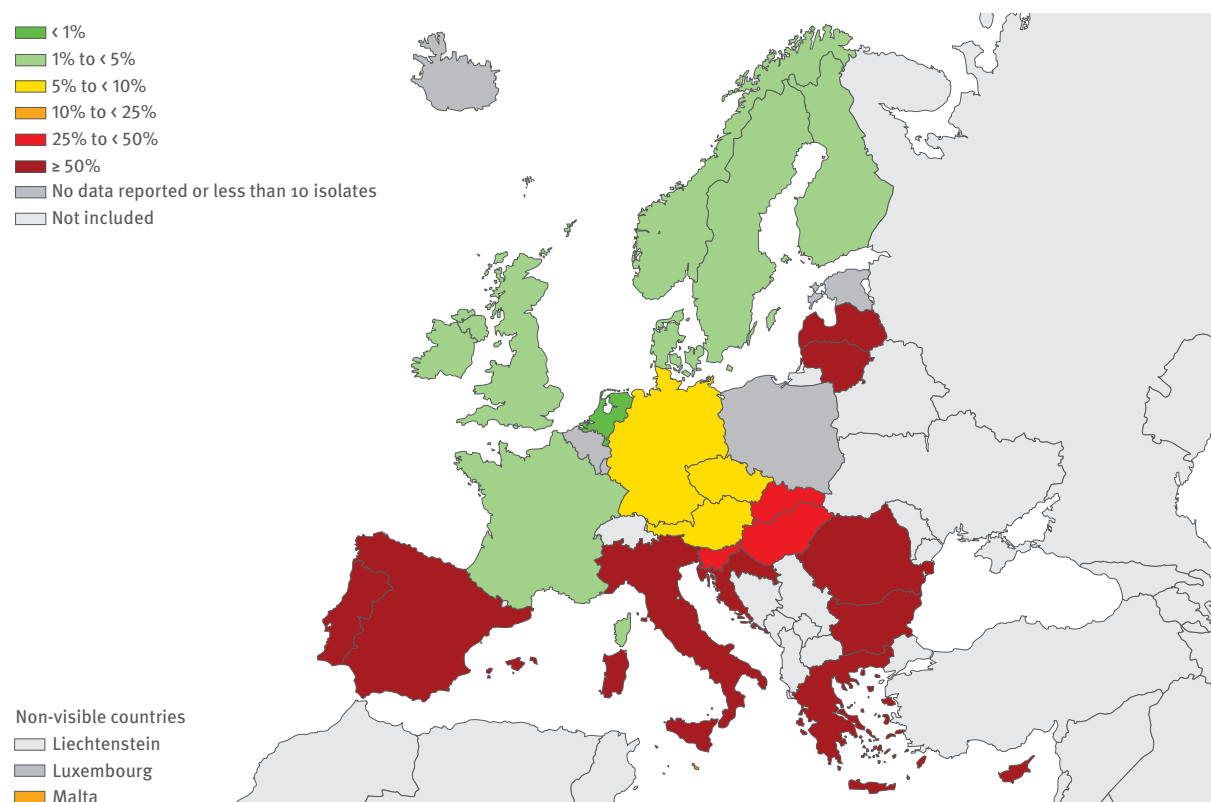 < 1%
1% to < 5%
5% to < 10%
10% to < 25%
25% to < 50%
≥ 50%
No data reported or less than 10 isolates
Not included
Non-visible countries
Liechtenstein
Luxembourg
Malta